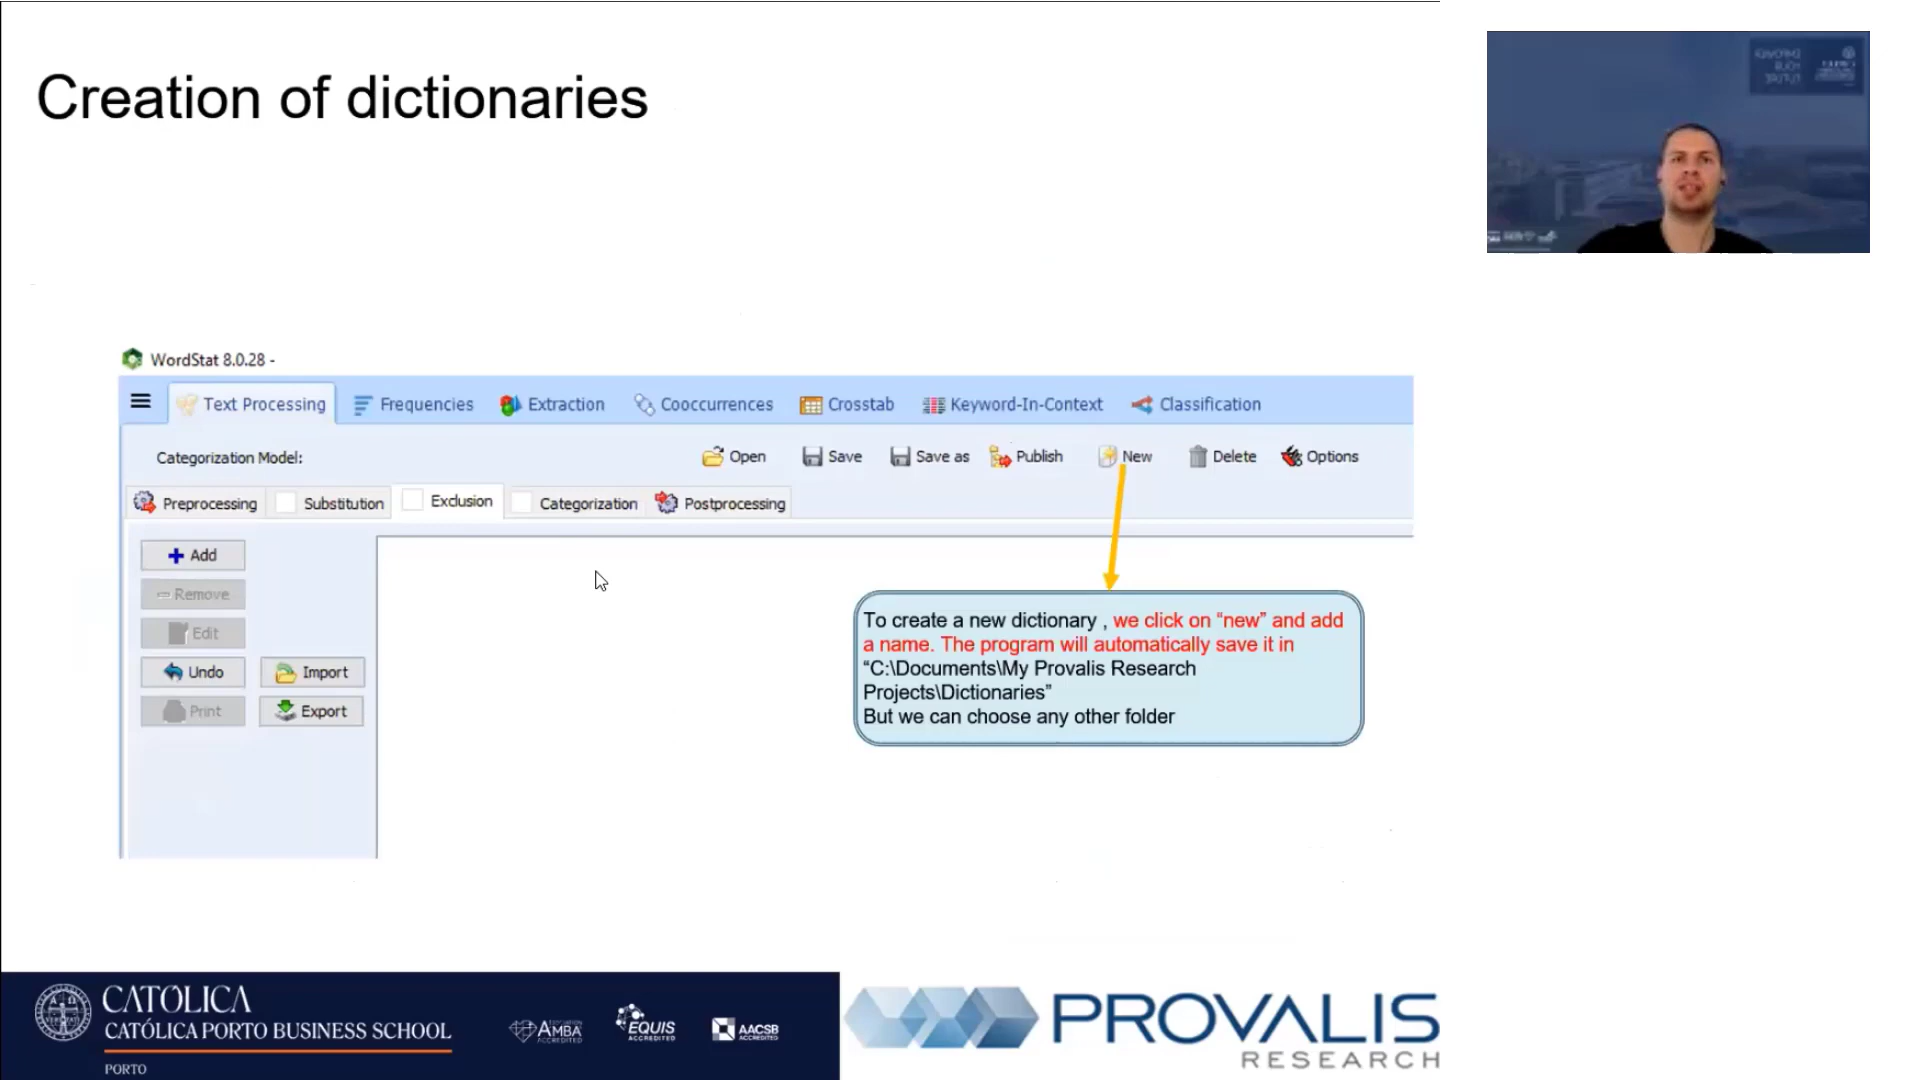 Creation of dictionaries
WordStat 8.0.28 -
Text Processing Frequencies Extraction Cooccurrences Crosstab Keyword-In-Context Classification
Categorization Model: Open Save Save as Publish New Delete Options
Preprocessing Substitution Exclusion Categorization Postprocessing
Add
Remove
Edit
Undo Import
Print Export
To create a new dictionary , we click on “new” and add
a name. The program will automatically save it in
“C:\Documents\My Provalis Research
Projects\Dictionaries”
But we can choose any other folder
CATÓLICA
CATÓLICA PORTO BUSINESS SCHOOL
PORTO
AMBA
ACCREDITED
EQUIS
ACCREDITED
AACSB
ACCREDITED
PROVALIS
RESEARCH